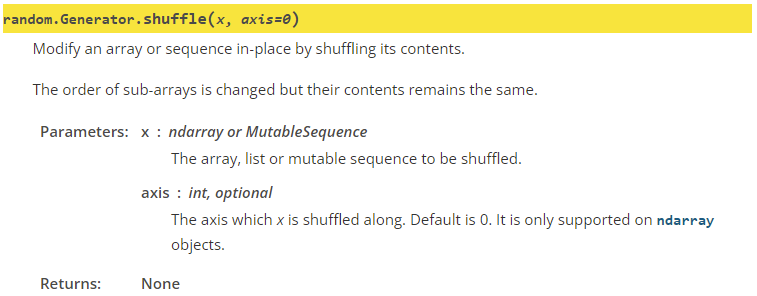 random.Generator.shuffle(x, axis=0)
Modify an array or sequence in-place by shuffling its contents.
The order of sub-arrays is changed but their contents remains the same.
Parameters: x : ndarray or MutableSequence
The array, list or mutable sequence to be shuffled.
axis : int, optional
The axis which x is shuffled along. Default is 0. It is only supported on ndarray
objects.
Returns: None